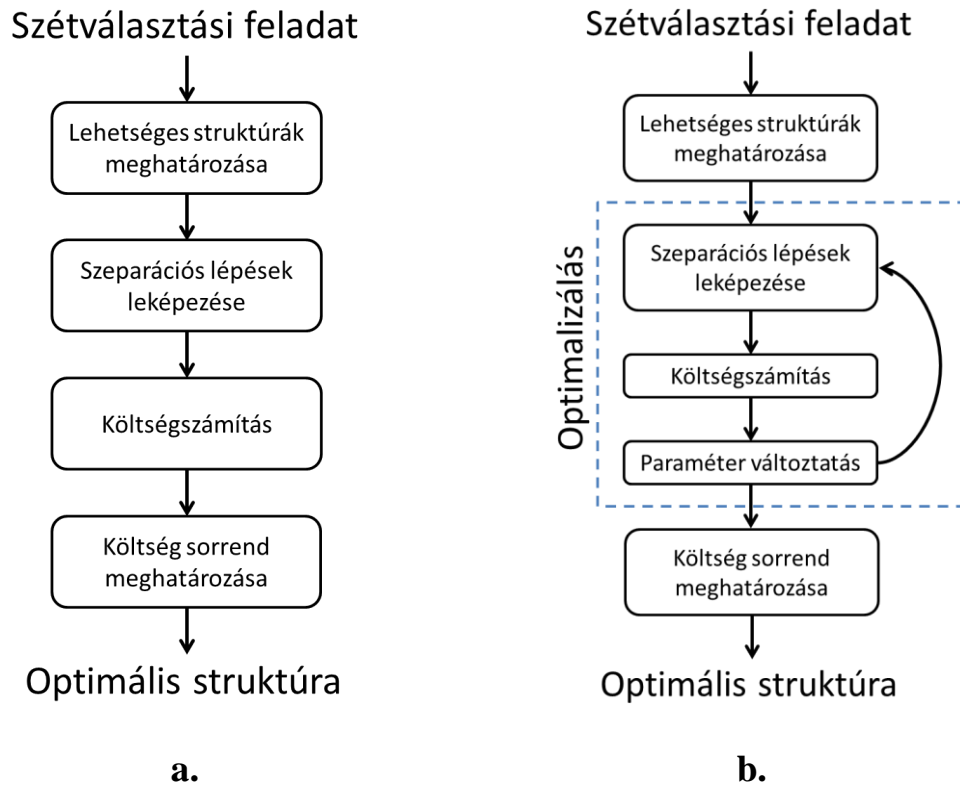 Szétválasztási feladat
Lehetséges struktúrák
meghatározása
Szeparációs lépések
leképezése
Költségszámítás
Költség sorrend
meghatározása
Optimális struktúra
a.
Szétválasztási feladat
Lehetséges struktúrák
meghatározása
Optimalizálás
Szeparációs lépések
leképezése
Költségszámítás
Paraméter változtatás
Költség sorrend
meghatározása
Optimális struktúra
b.